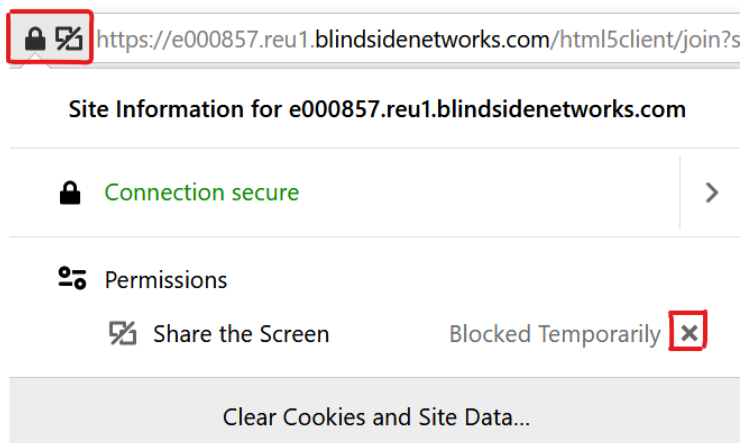 https://e000857.reu1.blindsidenetworks.com/html5client/join?s
Site Information for e000857.reu1.blindsidenetworks.com
Connection secure
Permissions
Share the Screen Blocked Temporarily
Clear Cookies and Site Data...